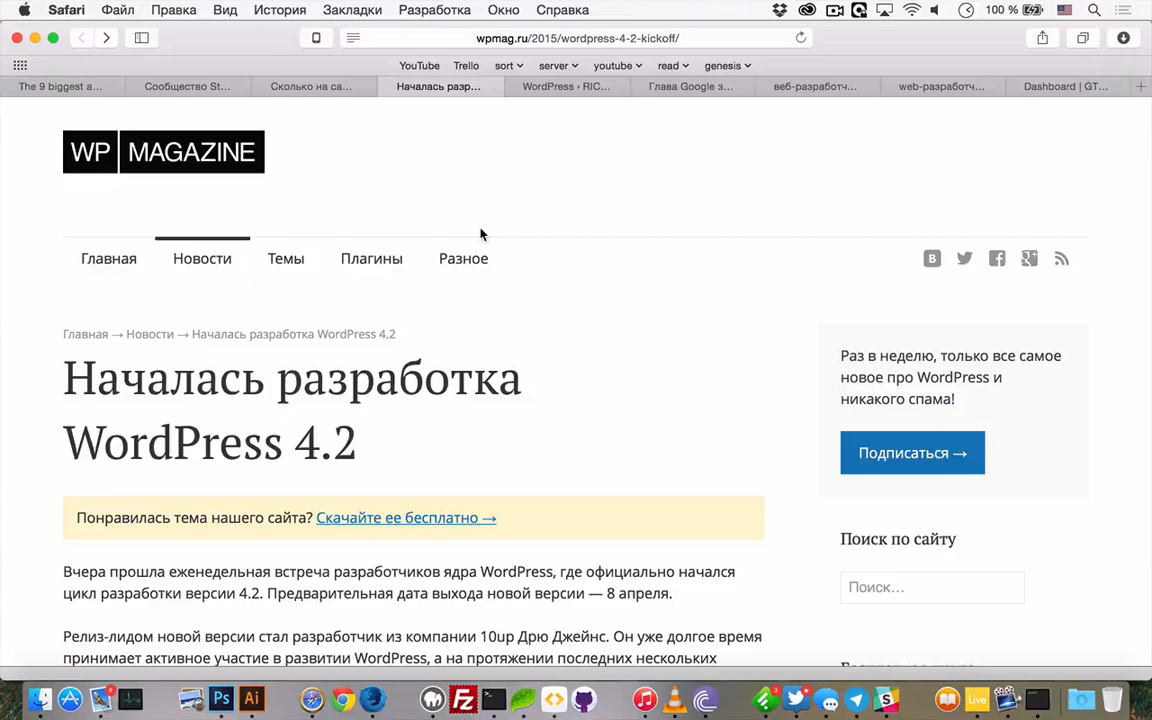 Safari Файл Правка Вид История Закладки Разработка Окно Справка 100 %
wpmag.ru/2015/wordpress-4-2-kickoff/
YouTube Trello sort server youtube read genesis
The 9 biggest a... Сообщество St... Сколько на са... Началась разр... WordPress › RIC... Глава Google з... веб-разработч... web-разработч... Dashboard | GT...
WP MAGAZINE
Главная Новости Темы Плагины Разное
Главная → Новости → Началась разработка WordPress 4.2
Началась разработка
WordPress 4.2
Понравилась тема нашего сайта? Скачайте ее бесплатно →
Вчера прошла еженедельная встреча разработчиков ядра WordPress, где официально начался
цикл разработки версии 4.2. Предварительная дата выхода новой версии — 8 апреля.
Релиз-лидом новой версии стал разработчик из компании 10up Дрю Джейнс. Он уже долгое время
принимает активное участие в развитии WordPress, а на протяжении последних нескольких
Раз в неделю, только все самое
новое про WordPress и
никакого спама!
Подписаться →
Поиск по сайту
Поиск...
Ps Ai Fz Live